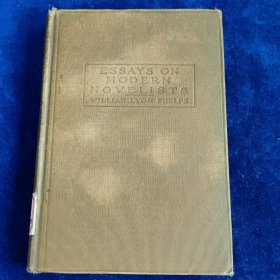 ESSAYS ON
MODERN
NOVELISTS
WILLIAM LYON PHELPS